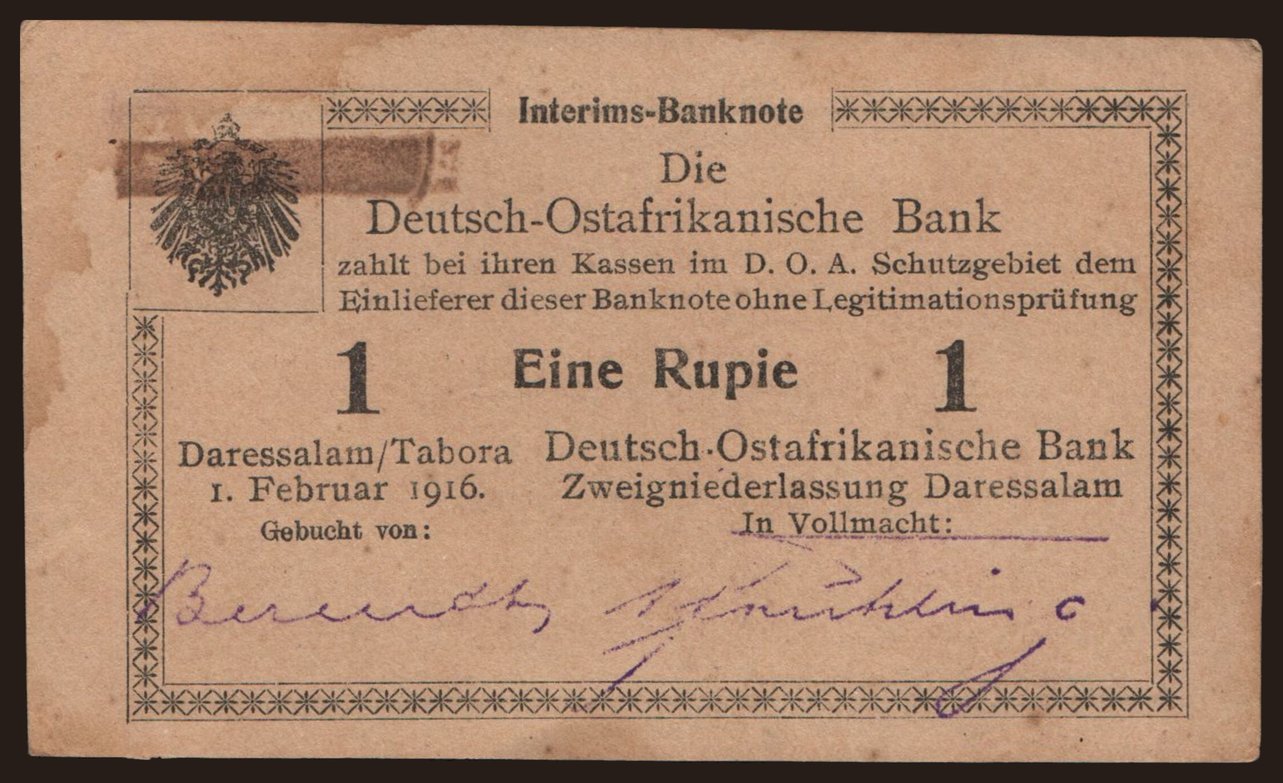 Interims-Banknote
Die
Deutsch-Ostafrikanische Bank
zahlt bei ihren Kassen im D. O. A. Schutzgebiet dem
Einlieferer dieser Banknote ohne Legitimationsprüfung
1 Eine Rupie 1
Daressalam/Tabora
1. Februar 1916.
Gebucht von:
Deutsch-Ostafrikanische Bank
Zweigniederlassung Daressalam
In Vollmacht:
Berendt